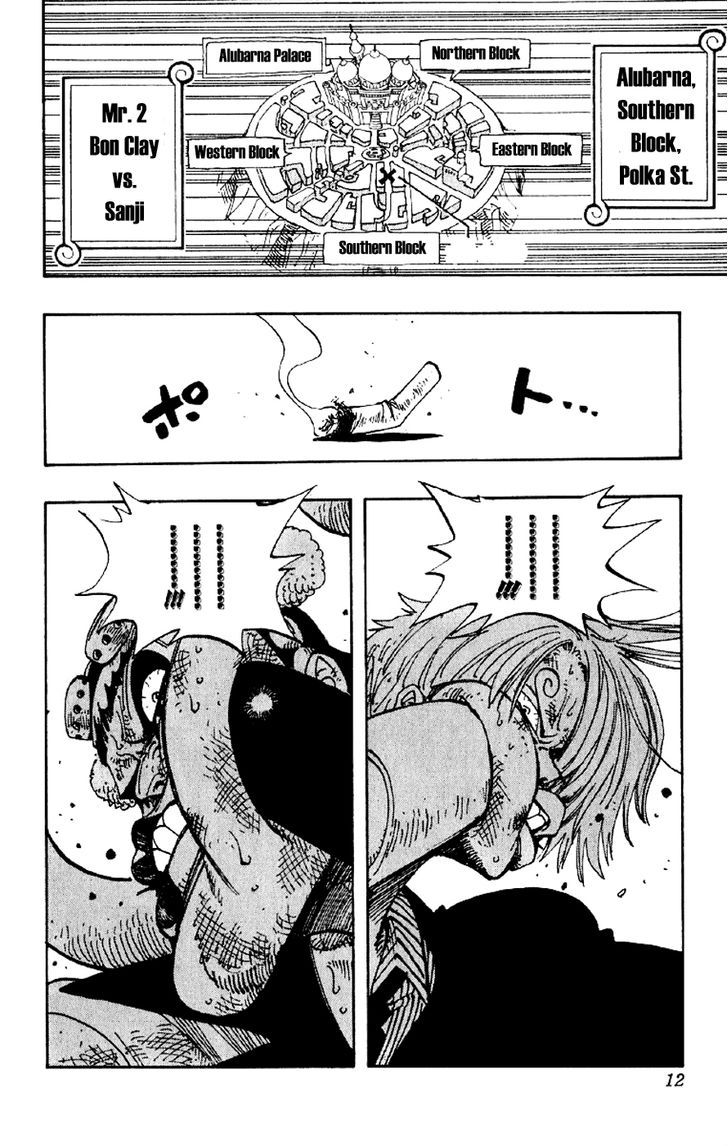 Alubarna,
Southern
Block,
Polka St.
Northern Block
Alubarna Palace
Eastern Block
Western Block
Southern Block
Mr. 2
Bon Clay
vs.
Sanji
ポ
ト...
!!!
!!!
12